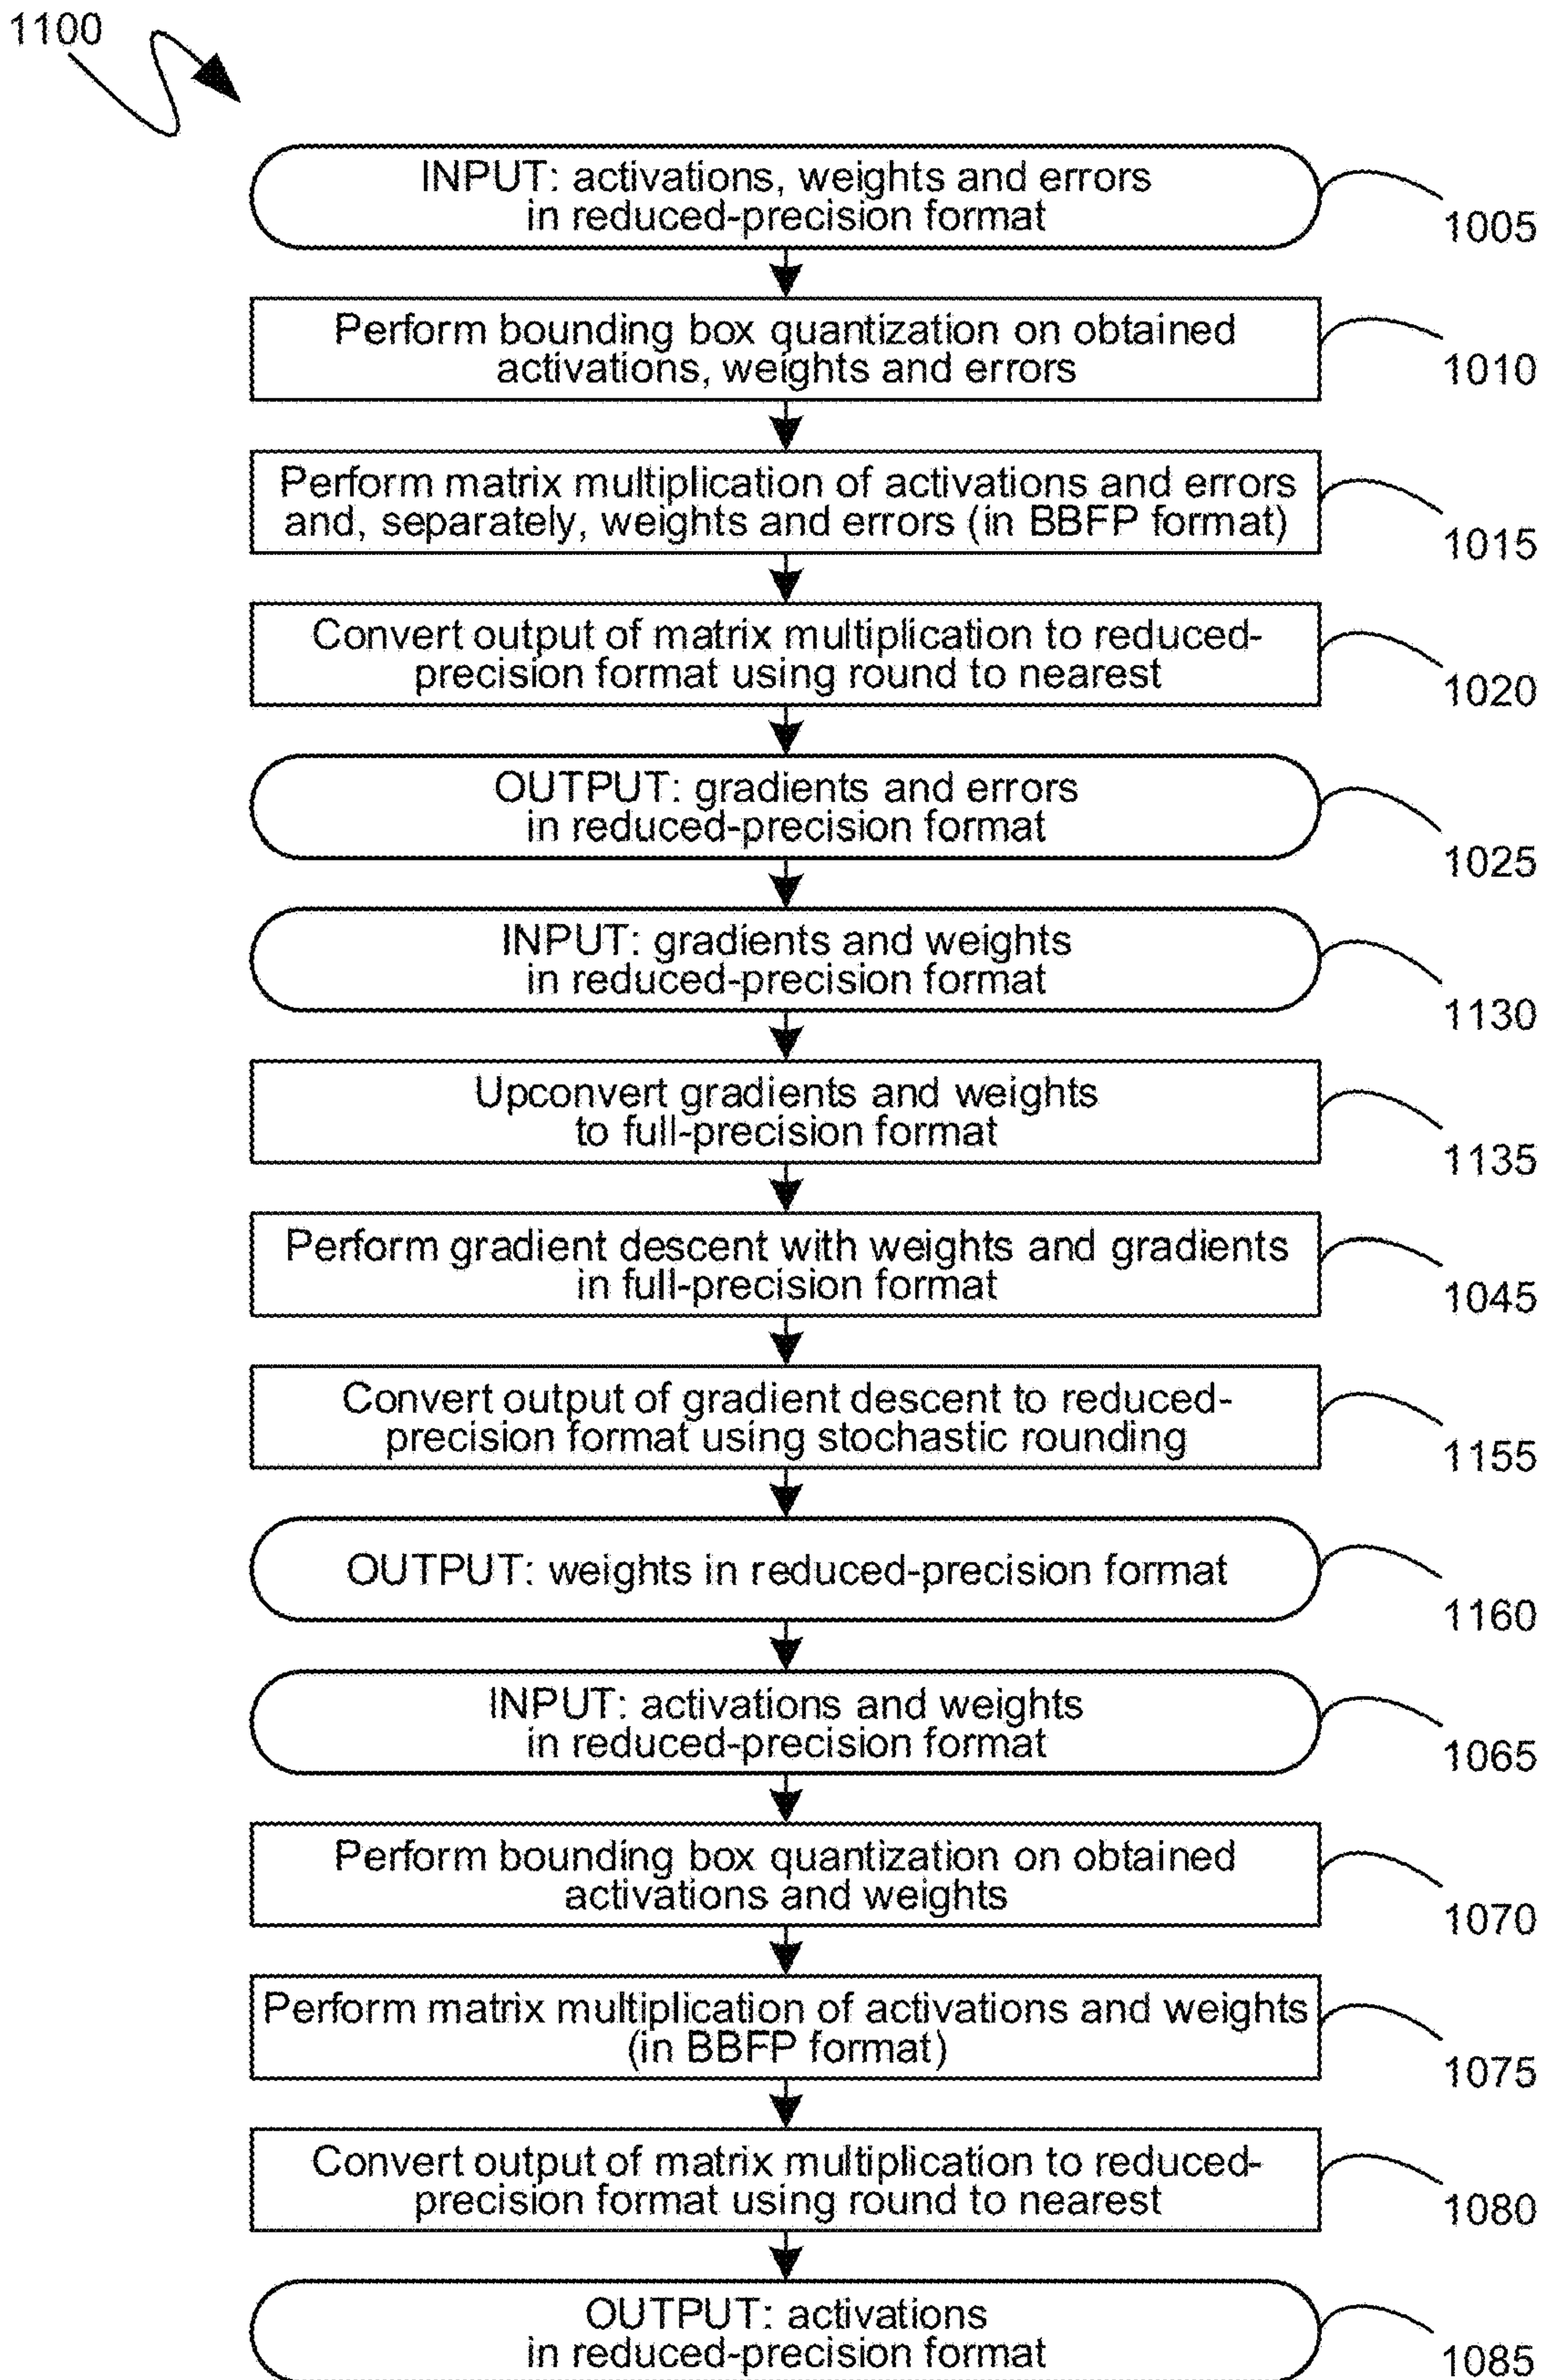 1100
INPUT: activations, weights and errors
in reduced-precision format
1005
Perform bounding box quantization on obtained
activations, weights and errors
1010
Perform matrix multiplication of activations and errors
and, separately, weights and errors (in BBFP format)
1015
Convert output of matrix multiplication to reduced-
precision format using round to nearest
1020
OUTPUT: gradients and errors
in reduced-precision format
1025
INPUT: gradients and weights
in reduced-precision format
1130
Upconvert gradients and weights
to full-precision format
1135
Perform gradient descent with weights and gradients
in full-precision format
1045
Convert output of gradient descent to reduced-
precision format using stochastic rounding
1155
OUTPUT: weights in reduced-precision format
1160
INPUT: activations and weights
in reduced-precision format
1065
Perform bounding box quantization on obtained
activations and weights
1070
Perform matrix multiplication of activations and weights
(in BBFP format)
1075
Convert output of matrix multiplication to reduced-
precision format using round to nearest
1080
OUTPUT: activations
in reduced-precision format
1085